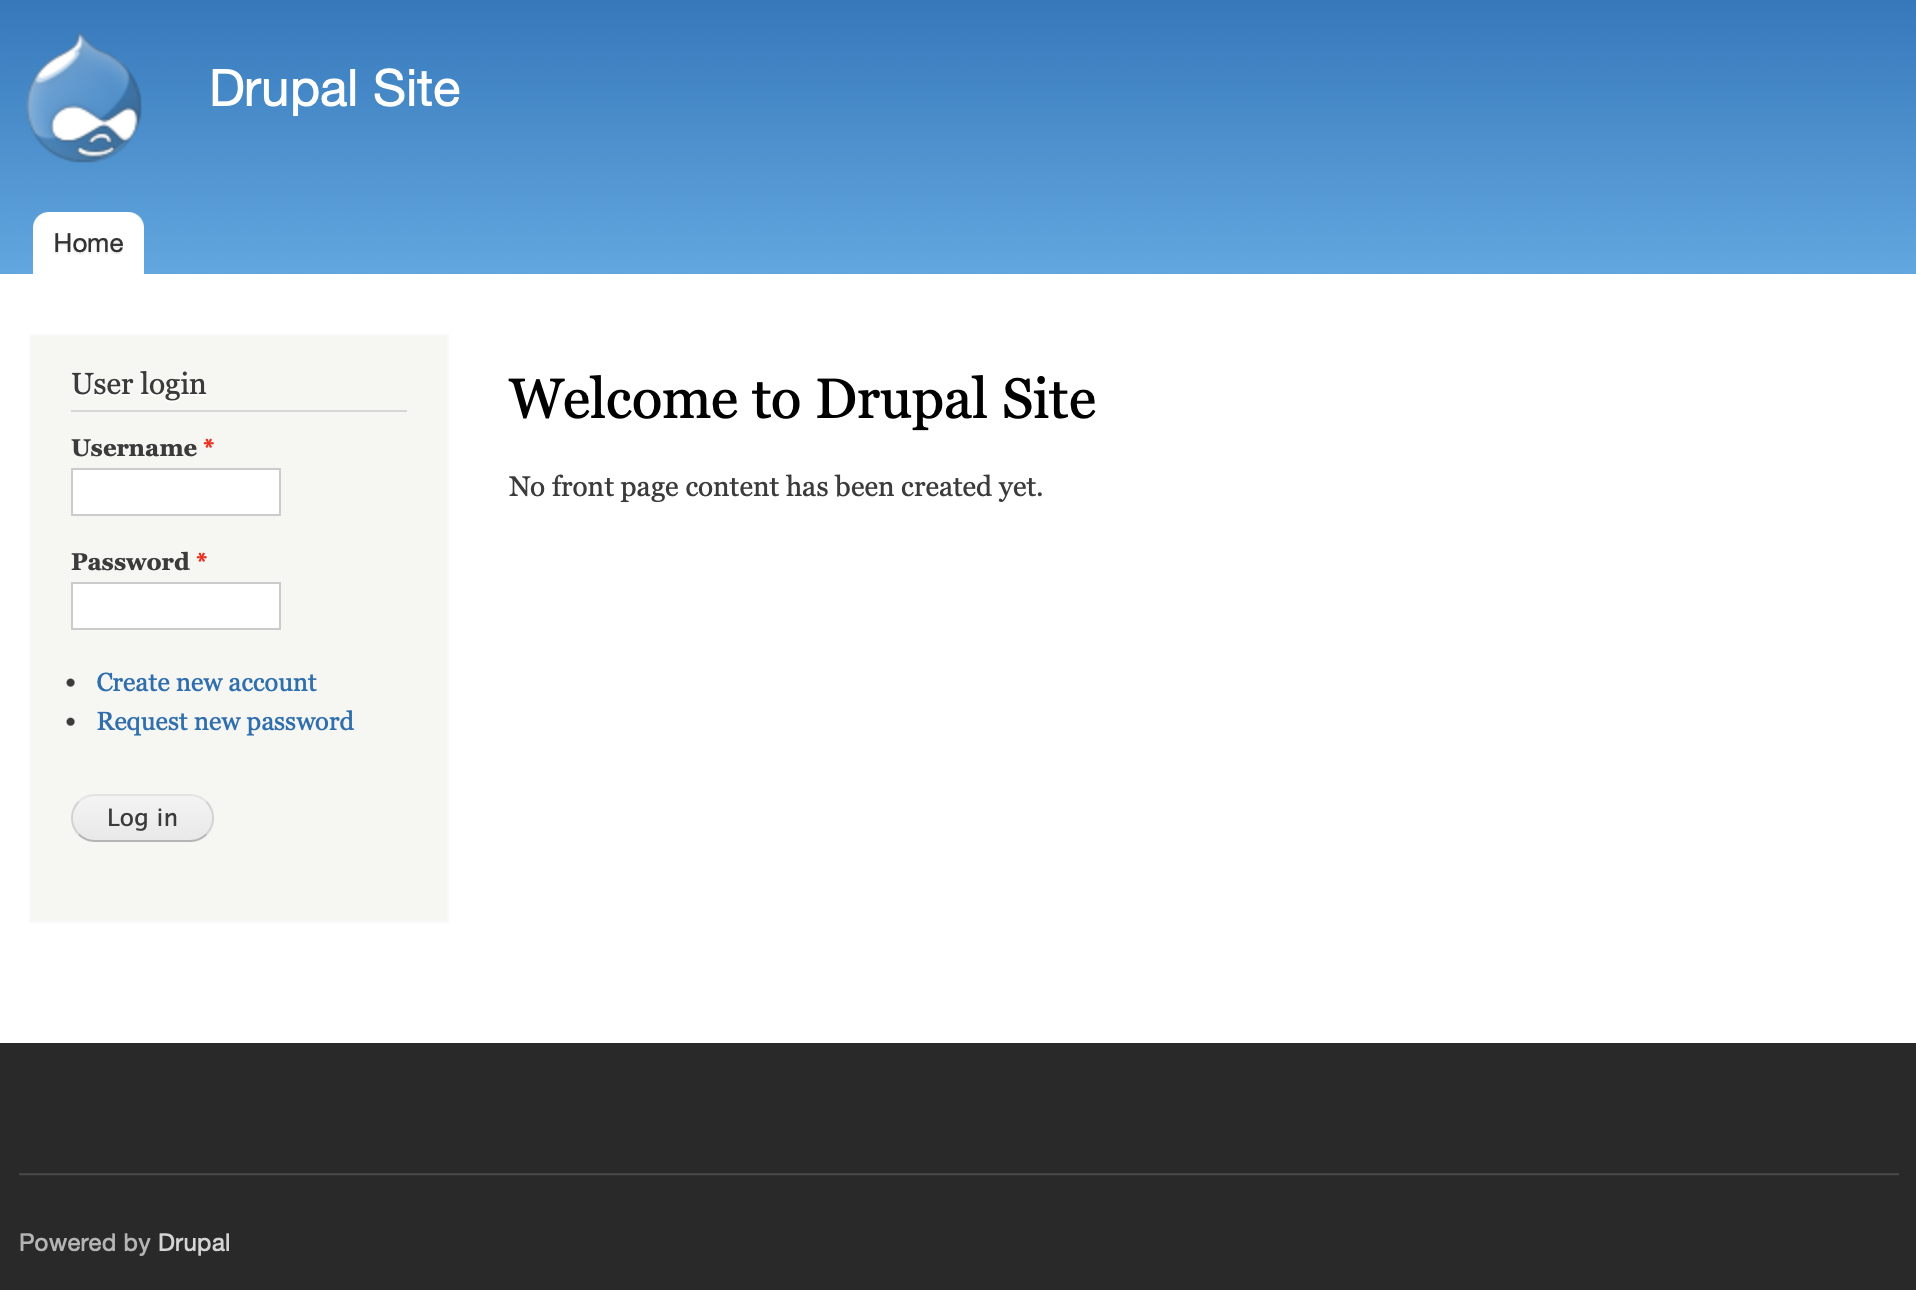 Drupal Site
Home
User login
Username *
Password *
Create new account
Request new password
Log in
Welcome to Drupal Site
No front page content has been created yet.
Powered by Drupal